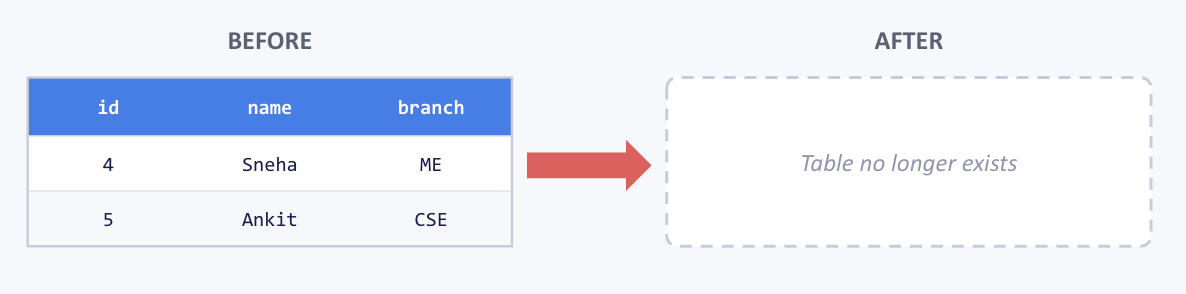 BEFORE
AFTER
id name branch
4 Sneha ME
5 Ankit CSE
Table no longer exists